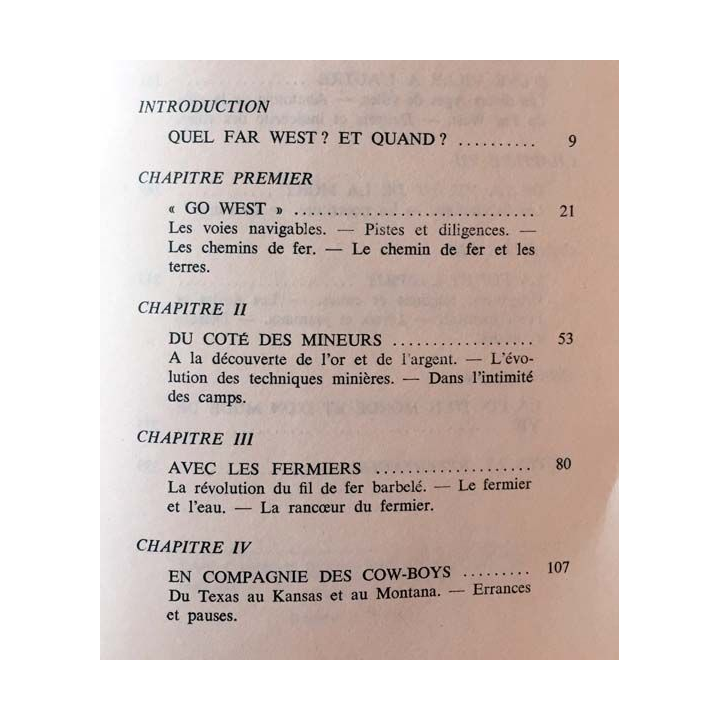 INTRODUCTION
QUEL FAR WEST ? ET QUAND ? .......... 9
CHAPITRE PREMIER
« GO WEST » ............................. 21
Les voies navigables. — Pistes et diligences. —
Les chemins de fer. — Le chemin de fer et les
terres.
CHAPITRE II
DU COTÉ DES MINEURS ................. 53
A la découverte de l'or et de l'argent. — L'évo-
lution des techniques minières. — Dans l'intimité
des camps.
CHAPITRE III
AVEC LES FERMIERS .................... 80
La révolution du fil de fer barbelé. — Le fermier
et l'eau. — La rancœur du fermier.
CHAPITRE IV
EN COMPAGNIE DES COW-BOYS ......... 107
Du Texas au Kansas et au Montana. — Errances
et pauses.